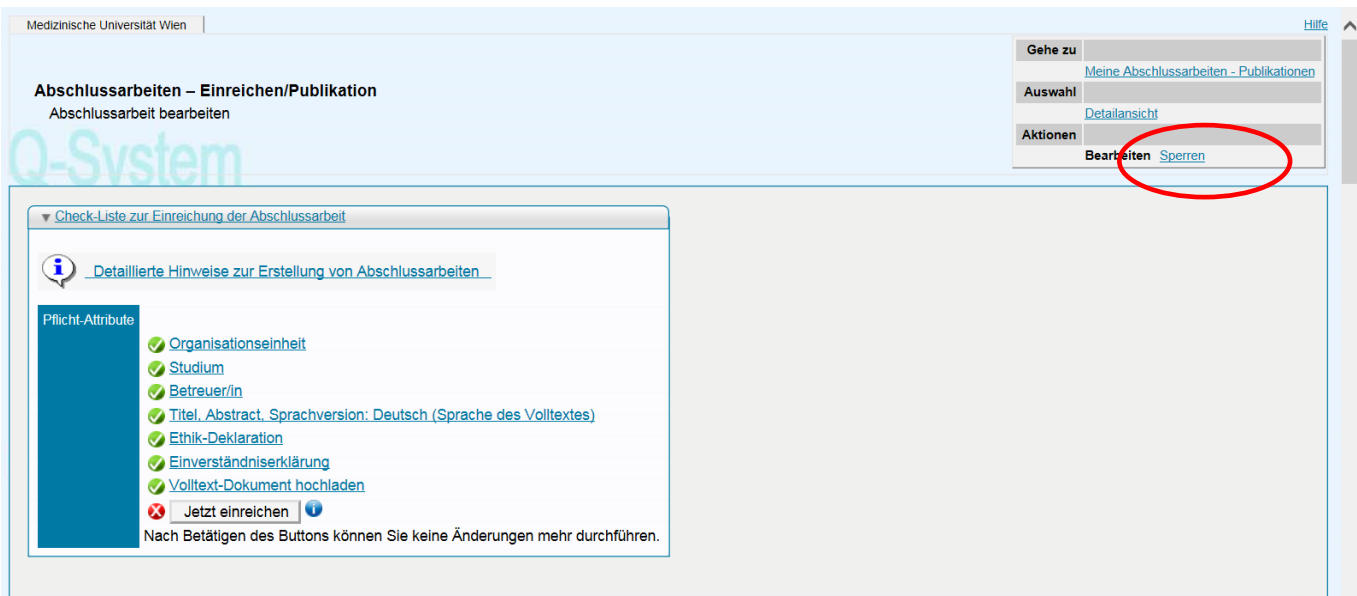 Medizinische Universität Wien
Hilfe
Gehe zu
Meine Abschlussarbeiten - Publikationen
Auswahl
Detailansicht
Aktionen
Bearbeiten Sperren
Abschlussarbeiten – Einreichen/Publikation
Abschlussarbeit bearbeiten
Q-System
Check-Liste zur Einreichung der Abschlussarbeit
Detaillierte Hinweise zur Erstellung von Abschlussarbeiten
Pflicht-Attribute
Organisationseinheit
Studium
Betreuer/in
Titel, Abstract, Sprachversion: Deutsch (Sprache des Volltextes)
Ethik-Deklaration
Einverständniserklärung
Volltext-Dokument hochladen
Jetzt einreichen
Nach Betätigen des Buttons können Sie keine Änderungen mehr durchführen.